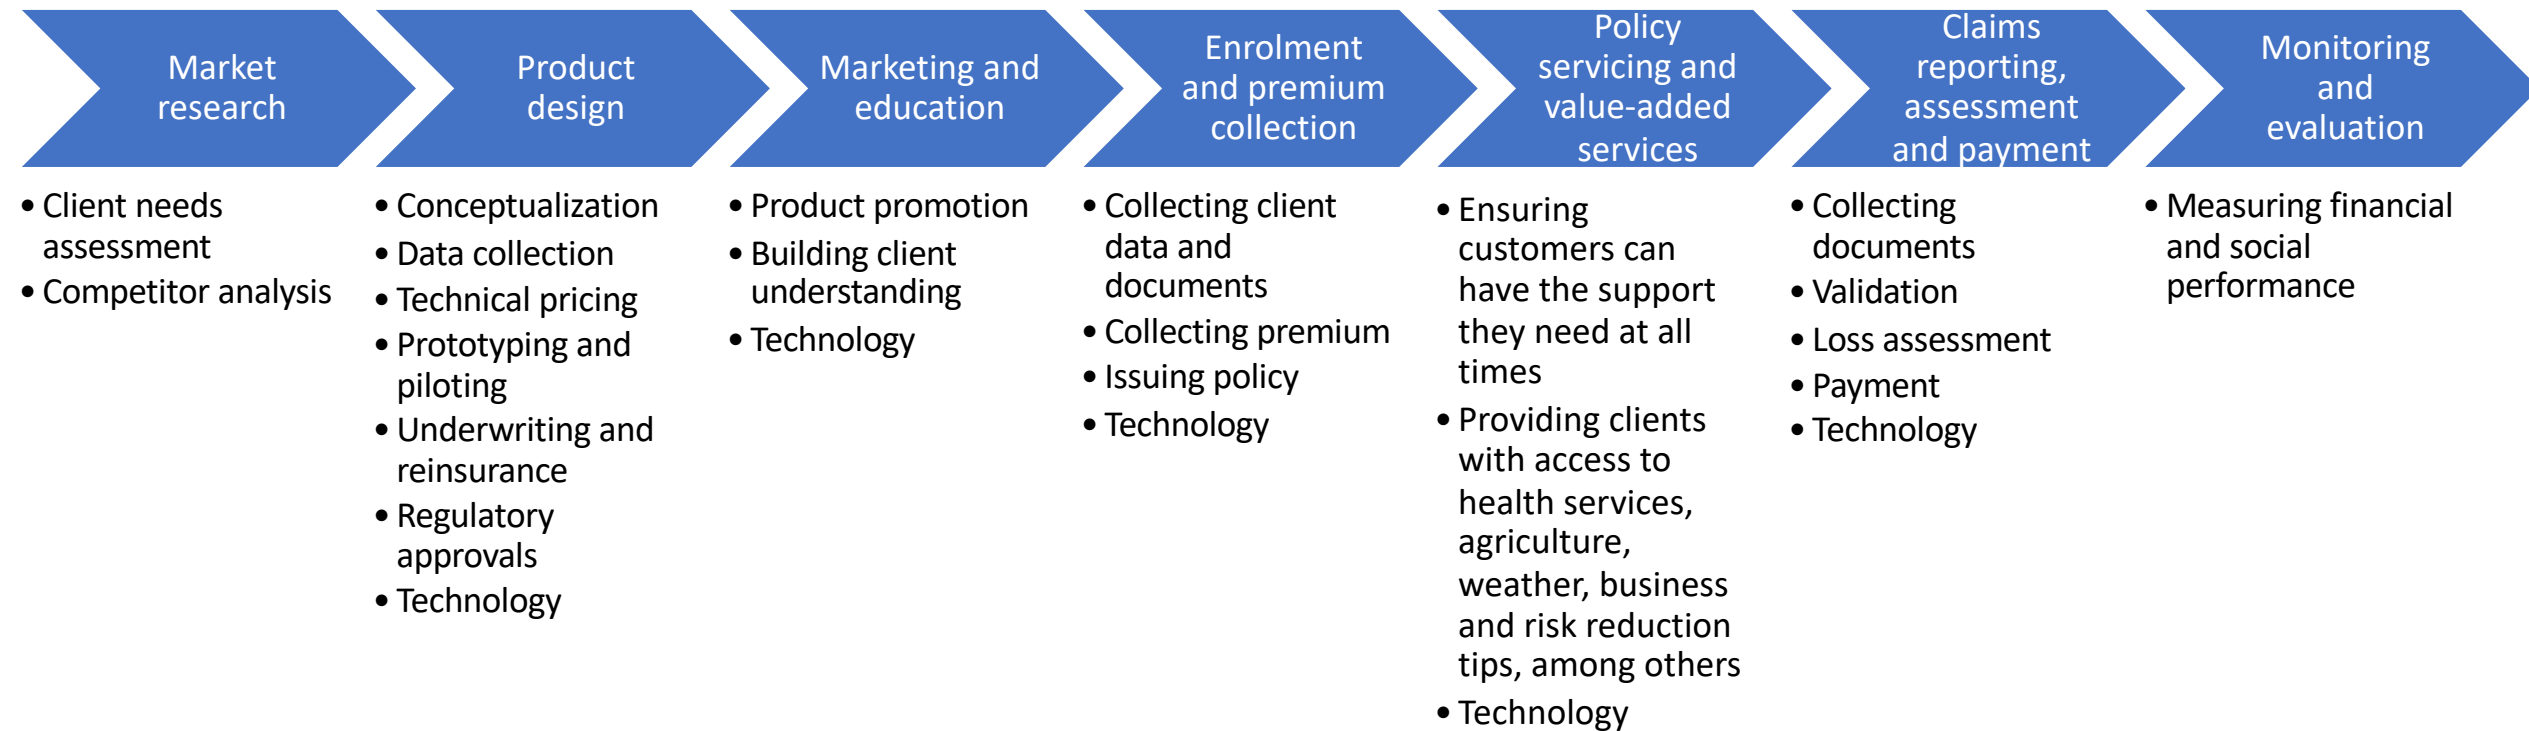 Market
research
Product
design
Marketing and
education
Enrolment
and premium
collection
Policy
servicing and
value-added
services
Claims
reporting,
assessment
and payment
Monitoring
and
evaluation
• Client needs
assessment
• Competitor analysis
• Conceptualization
• Data collection
• Technical pricing
• Prototyping and
piloting
• Underwriting and
reinsurance
• Regulatory
approvals
• Technology
• Product promotion
• Building client
understanding
• Technology
• Collecting client
data and
documents
• Collecting premium
• Issuing policy
• Technology
• Ensuring
customers can
have the support
they need at all
times
• Providing clients
with access to
health services,
agriculture,
weather, business
and risk reduction
tips, among others
• Technology
• Collecting
documents
• Validation
• Loss assessment
• Payment
• Technology
• Measuring financial
and social
performance